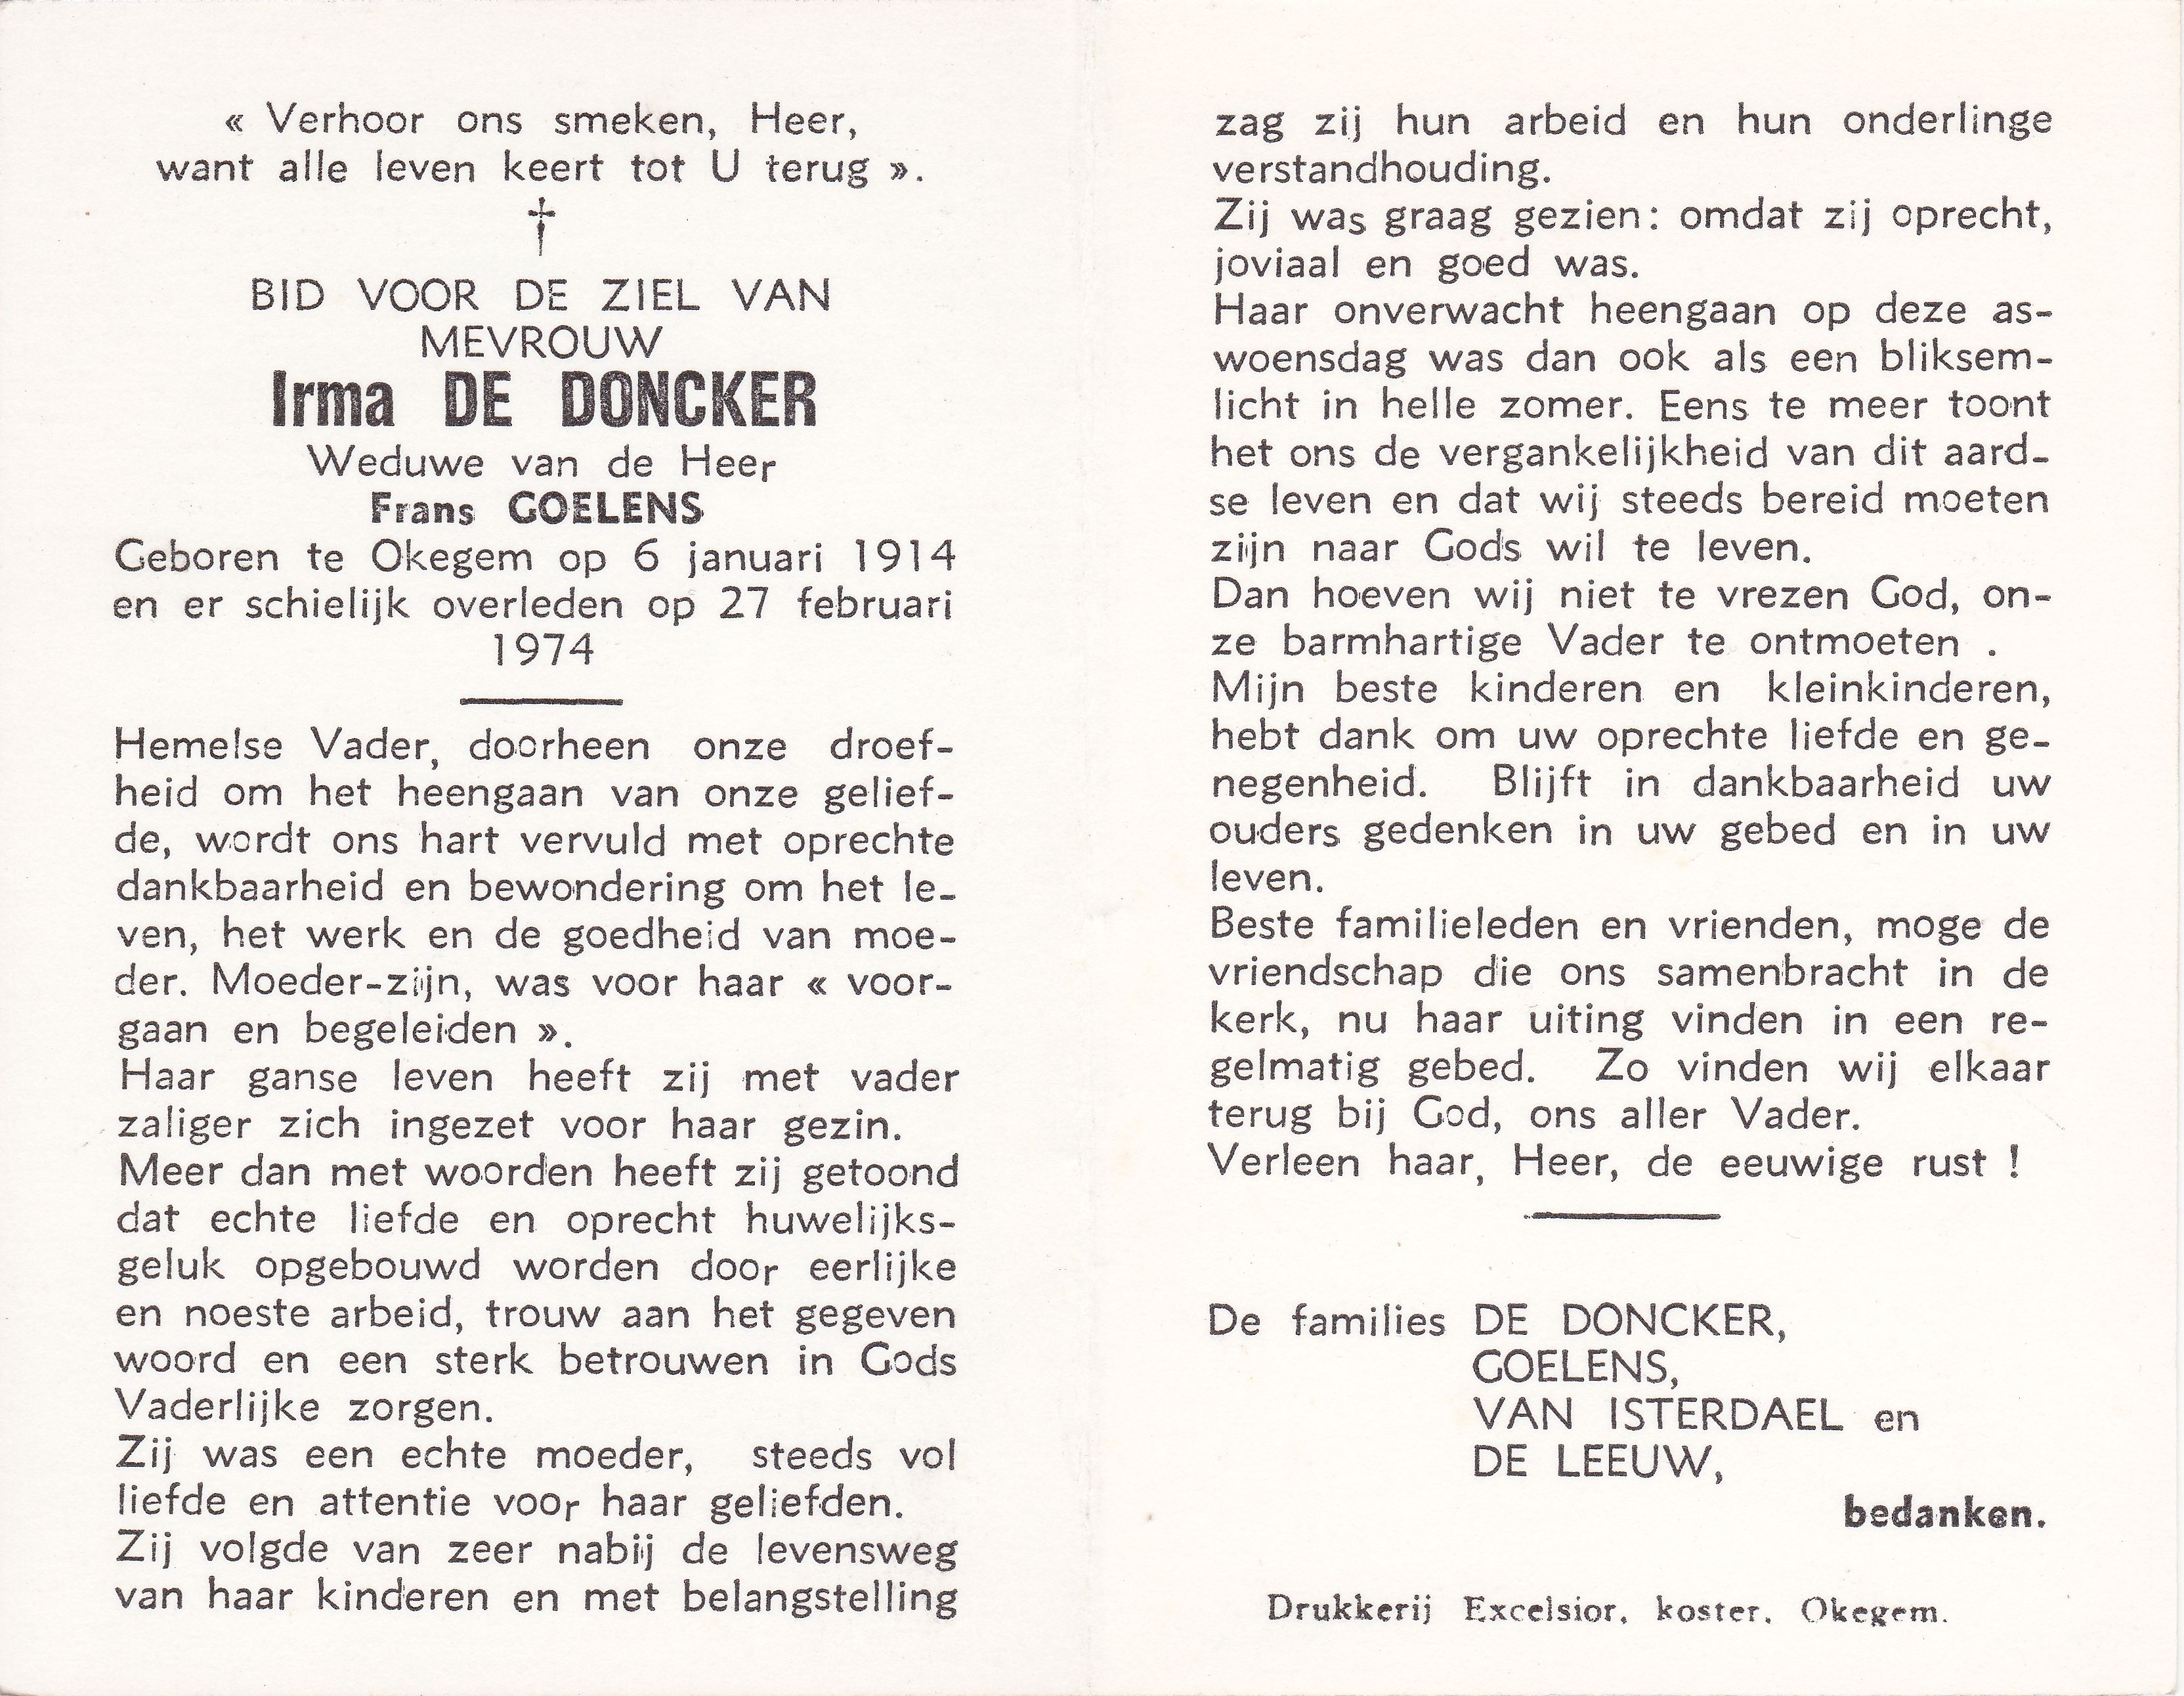 « Verhoor ons smeken, Heer,
want alle leven keert tot U terug ».
†
BID VOOR DE ZIEL VAN
MEVROUW
Irma DE DONCKER
Weduwe van de Heer
Frans GOELENS
Geboren te Okegem op 6 januari 1914
en er schielijk overleden op 27 februari
1974
Hemelse Vader, doorheen onze droef-
heid om het heengaan van onze gelief-
de, wordt ons hart vervuld met oprechte
dankbaarheid en bewondering om het le-
ven, het werk en de goedheid van moe-
der. Moeder-zijn, was voor haar « voor-
gaan en begeleiden ».
Haar ganse leven heeft zij met vader
zaliger zich ingezet voor haar gezin.
Meer dan met woorden heeft zij getoond
dat echte liefde en oprecht huwelijks-
geluk opgebouwd worden door eerlijke
en noeste arbeid, trouw aan het gegeven
woord en een sterk betrouwen in Gods
Vaderlijke zorgen.
Zij was een echte moeder, steeds vol
liefde en attentie voor haar geliefden.
Zij volgde van zeer nabij de levensweg
van haar kinderen en met belangstelling
zag zij hun arbeid en hun onderlinge
verstandhouding.
Zij was graag gezien: omdat zij oprecht,
joviaal en goed was.
Haar onverwacht heengaan op deze as-
woensdag was dan ook als een bliksem-
licht in helle zomer. Eens te meer toont
het ons de vergankelijkheid van dit aard-
se leven en dat wij steeds bereid moeten
zijn naar Gods wil te leven.
Dan hoeven wij niet te vrezen God, on-
ze barmhartige Vader te ontmoeten .
Mijn beste kinderen en kleinkinderen,
hebt dank om uw oprechte liefde en ge-
negenheid. Blijft in dankbaarheid uw
ouders gedenken in uw gebed en in uw
leven.
Beste familieleden en vrienden, moge de
vriendschap die ons samenbracht in de
kerk, nu haar uiting vinden in een re-
gelmatig gebed. Zo vinden wij elkaar
terug bij God, ons aller Vader.
Verleen haar, Heer, de eeuwige rust !
De families DE DONCKER,
GOELENS,
VAN ISTERDAEL en
DE LEEUW,
bedanken.
Drukkerij Excelsior, koster, Okegem.